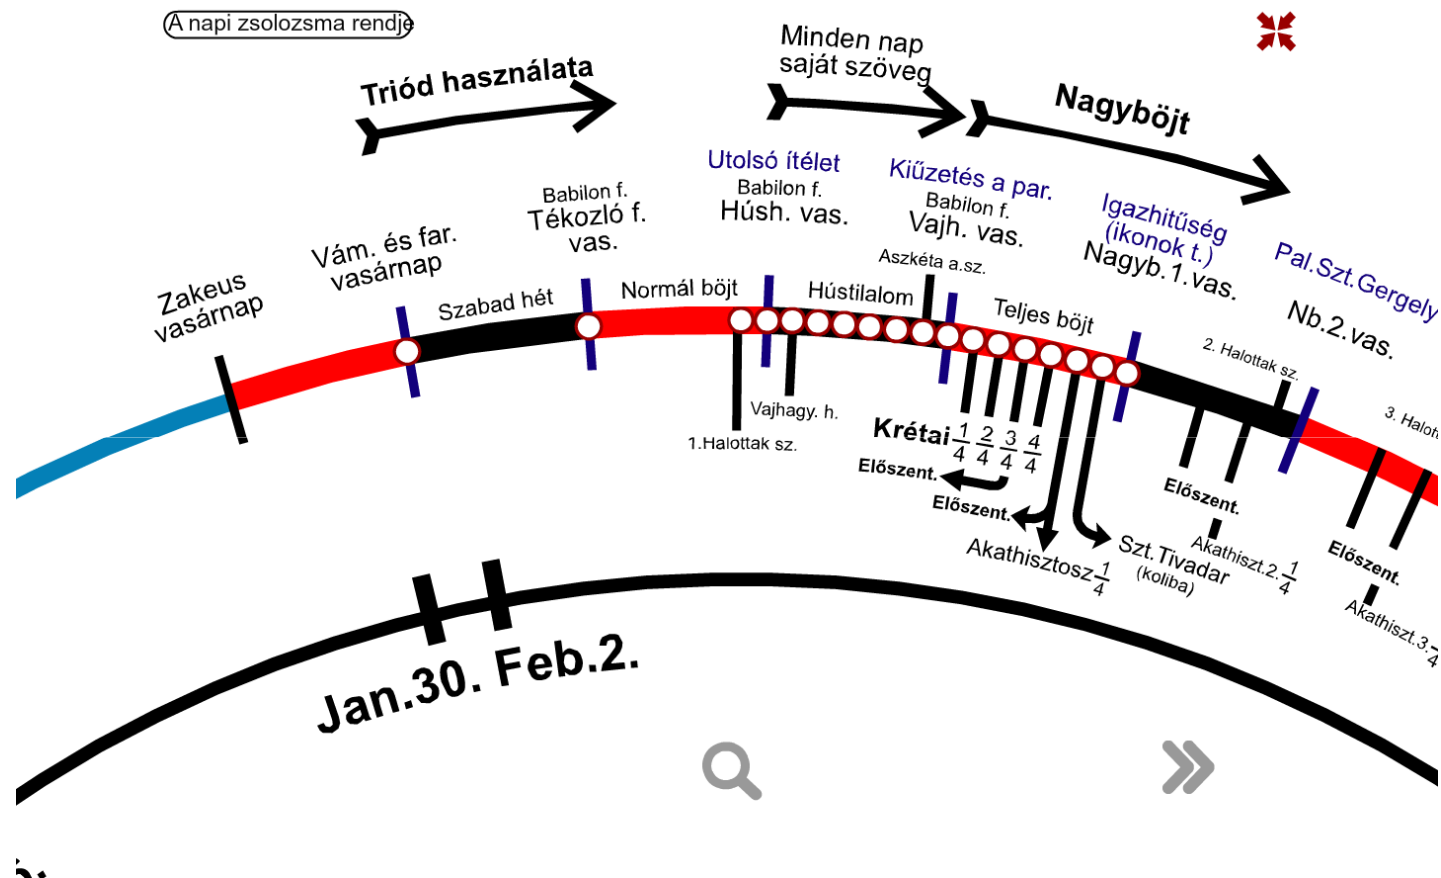 A napi zsolozsma rendje
Triód használata
Minden nap
saját szöveg
Nagyböjt
Zakeus
vasárnap
Vám. és far.
vasárnap
Babilon f.
Tékozló f.
vas.
Utolsó ítélet
Babilon f.
Húsh. vas.
Kiűzetés a par.
Babilon f.
Vajh. vas.
Igazhitűség
(ikonok t.)
Nagyb.1.vas.
Pal.Szt.Gergely
Nb.2.vas.
Szabad hét
Normál böjt
Hústilalom
Aszkéta a.sz.
Teljes böjt
2. Halottak sz.
3.
1.Halottak sz.
Vajhagy. h.
Krétai 1/4 2/4 3/4 4/4
Előszent.
Előszent.
Akathisztosz 1/4
Szt.Tivadar
(koliba)
Előszent.
Akathiszt.2. 1/4
Előszent.
Akathiszt.3.
Jan.30. Feb.2.